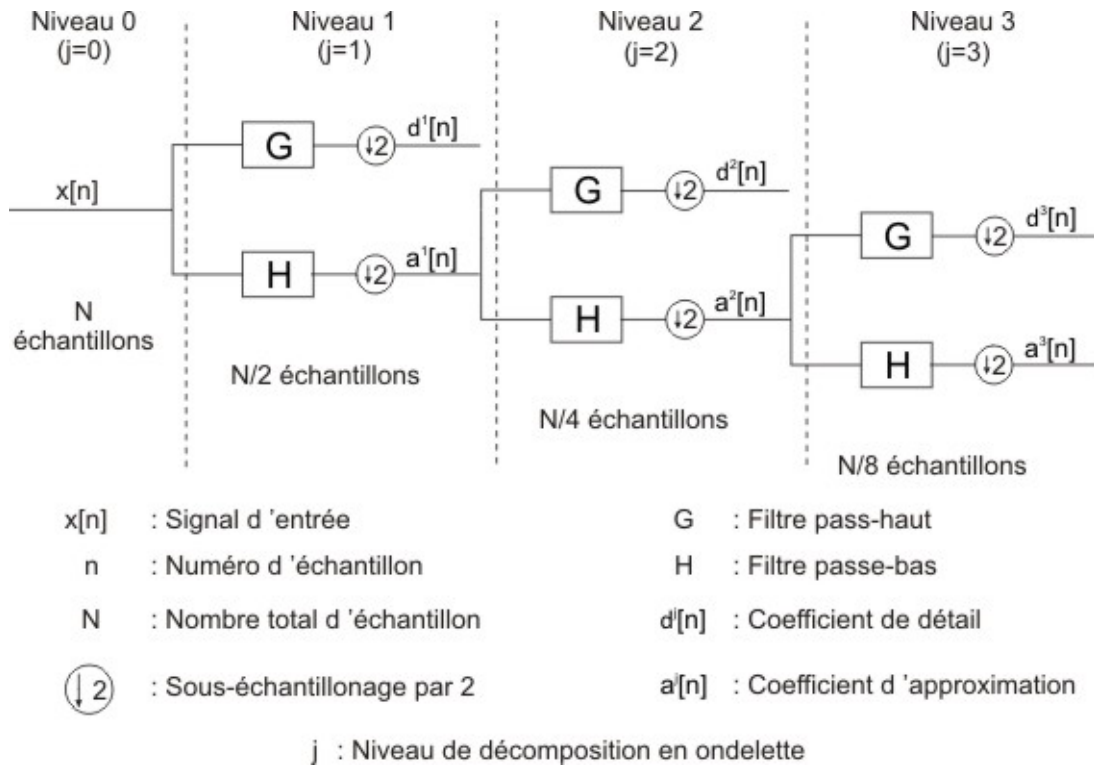 Niveau 0
(j=0)
Niveau 1
(j=1)
Niveau 2
(j=2)
Niveau 3
(j=3)
x[n]
G
↓2
d¹[n]
H
↓2
a¹[n]
G
↓2
d²[n]
H
↓2
a²[n]
G
↓2
d³[n]
H
↓2
a³[n]
N
échantillons
N/2 échantillons
N/4 échantillons
N/8 échantillons
x[n] : Signal d 'entrée
n : Numéro d 'échantillon
N : Nombre total d 'échantillon
↓2 : Sous-échantillonage par 2
G : Filtre pass-haut
H : Filtre passe-bas
dʲ[n] : Coefficient de détail
aʲ[n] : Coefficient d 'approximation
j : Niveau de décomposition en ondelette